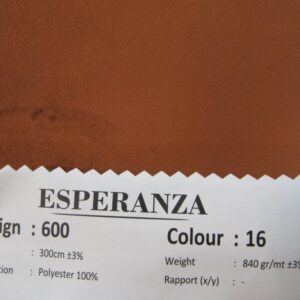 ESPERANZA
ign : 600 Colour : 16
: 300cm ±3% Weight : 840 gr/mt ±3%
tion : Polyester 100% Rapport (x/y) : -